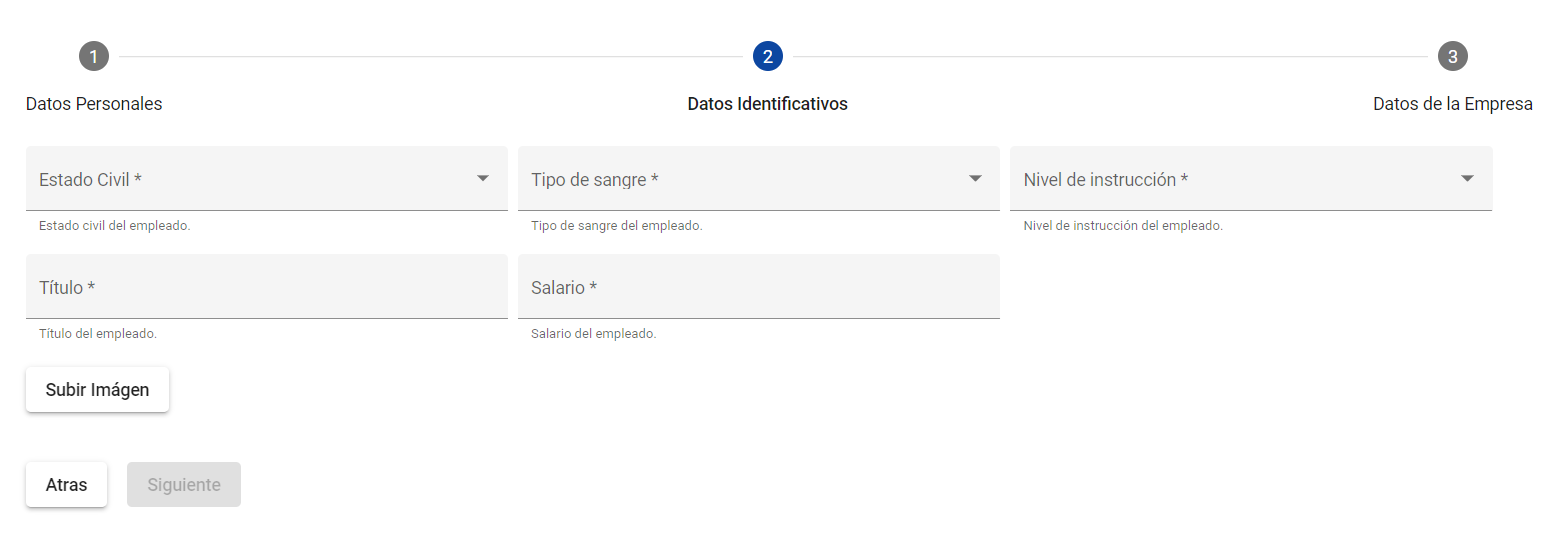 1 2 3
Datos Personales Datos Identificativos Datos de la Empresa
Estado Civil * Tipo de sangre * Nivel de instrucción *
Estado civil del empleado. Tipo de sangre del empleado. Nivel de instrucción del empleado.
Título * Salario *
Título del empleado. Salario del empleado.
Subir Imágen
Atras Siguiente